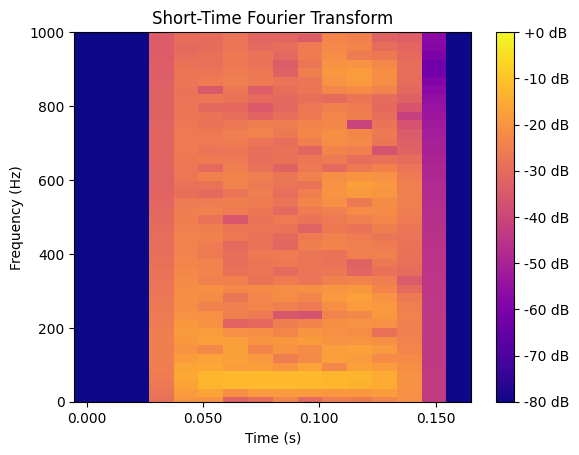 Short-Time Fourier Transform
1000
800
600
400
200
0
Frequency (Hz)
0.000
0.050
0.100
0.150
Time (s)
+0 dB
-10 dB
-20 dB
-30 dB
-40 dB
-50 dB
-60 dB
-70 dB
-80 dB